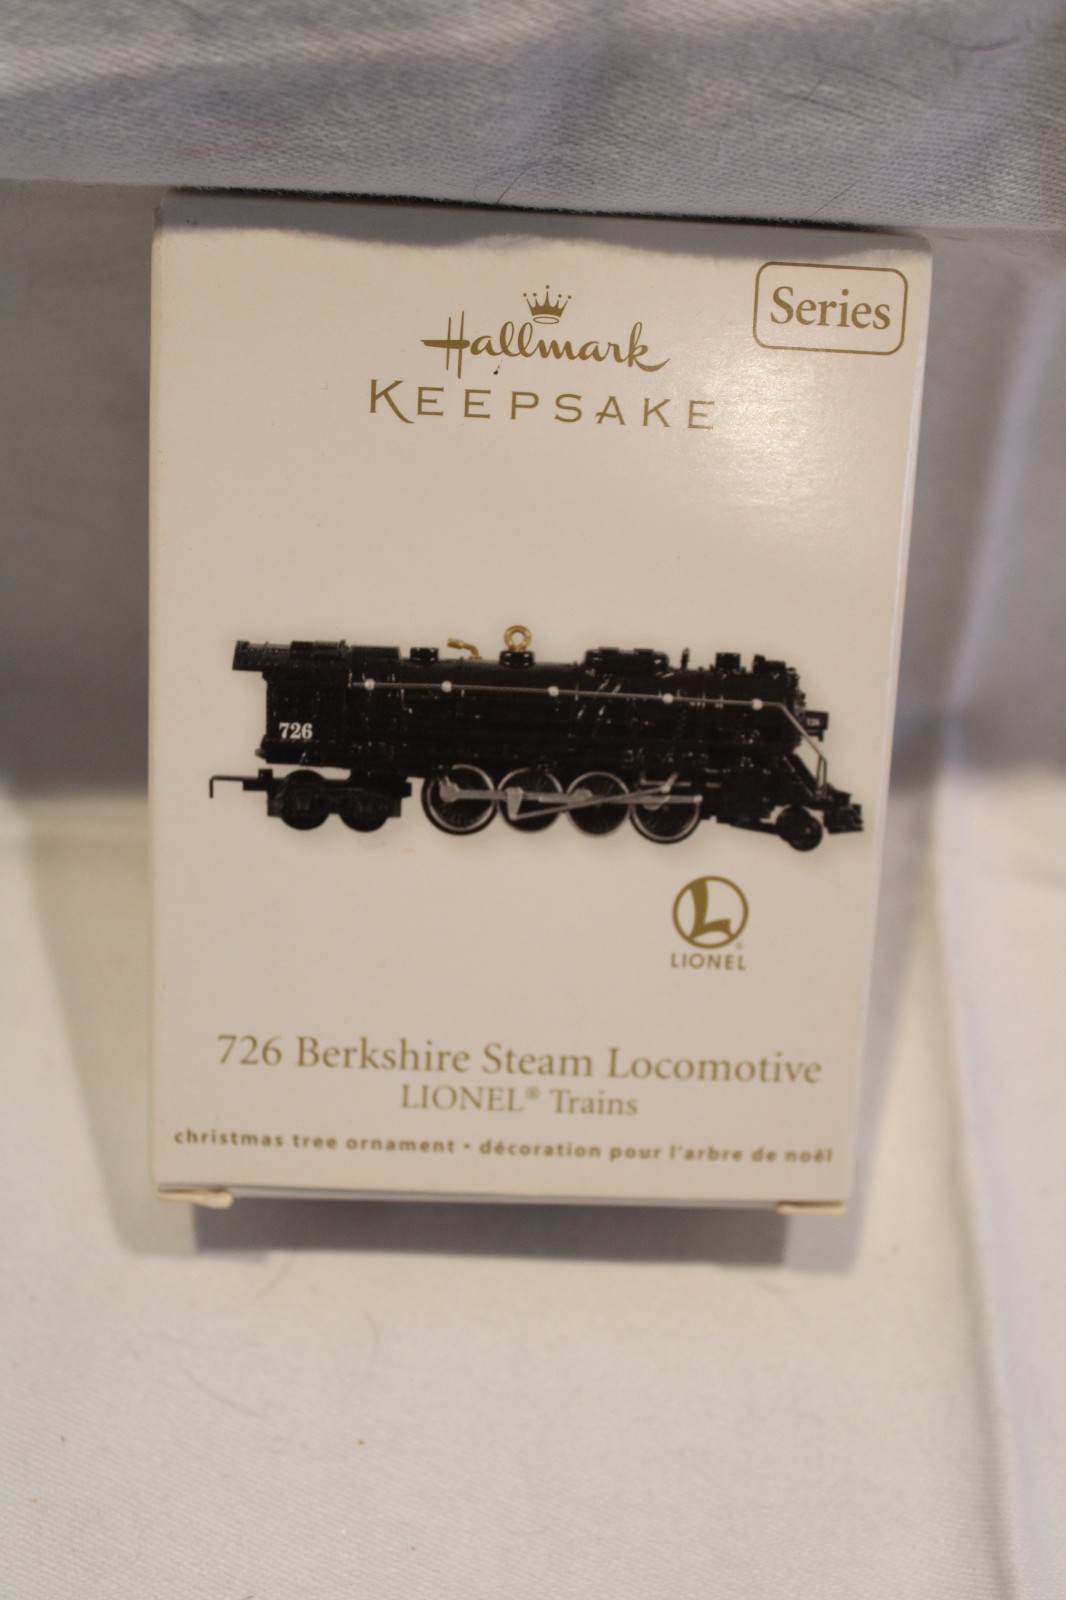 Series
Hallmark
KEEPSAKE
726
L
LIONEL
726 Berkshire Steam Locomotive
LIONEL® Trains
christmas tree ornament • décoration pour l'arbre de noël